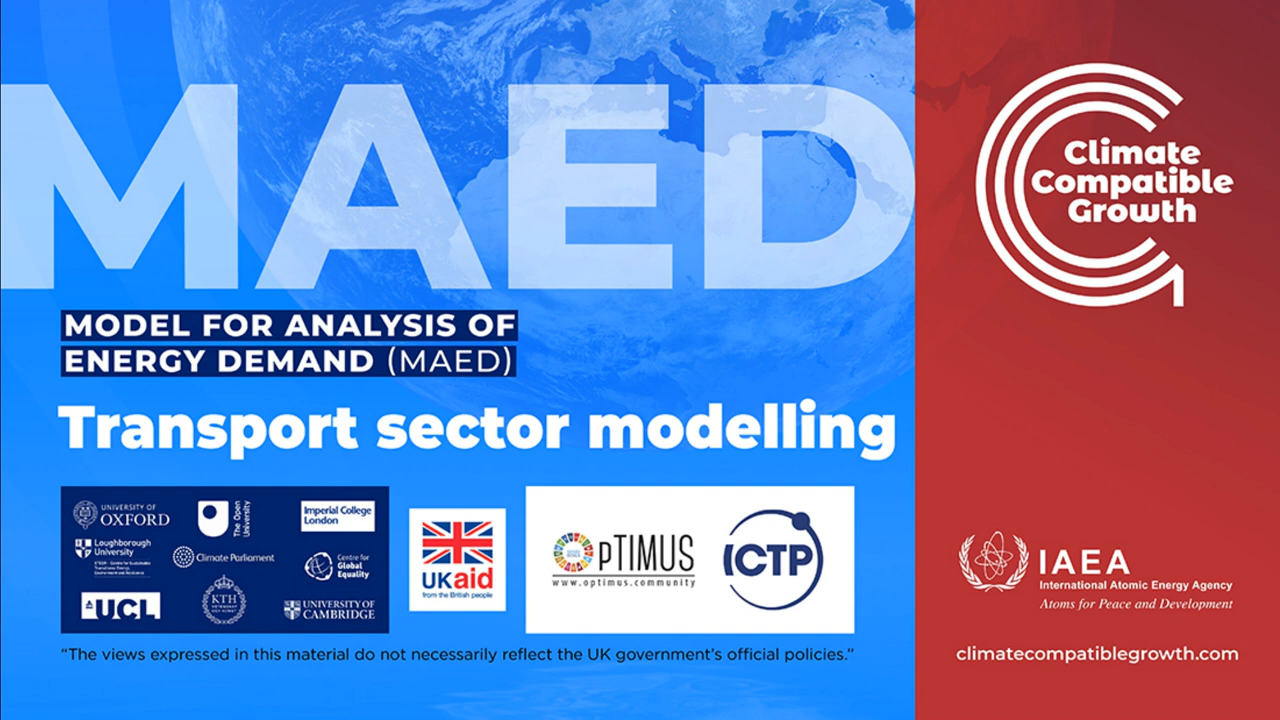 MAED
MODEL FOR ANALYSIS OF
ENERGY DEMAND (MAED)
Transport sector modelling
UNIVERSITY OF
OXFORD
The Open
University
Imperial College
London
Loughborough
University
Climate Parliament
Centre for
Global
Equality
UCL
KTH
UNIVERSITY OF
CAMBRIDGE
UKaid
from the British people
OPTIMUS
www.optimus.community
ICTP
"The views expressed in this material do not necessarily reflect the UK government's official policies."
Climate
Compatible
Growth
IAEA
International Atomic Energy Agency
Atoms for Peace and Development
climatecompatiblegrowth.com